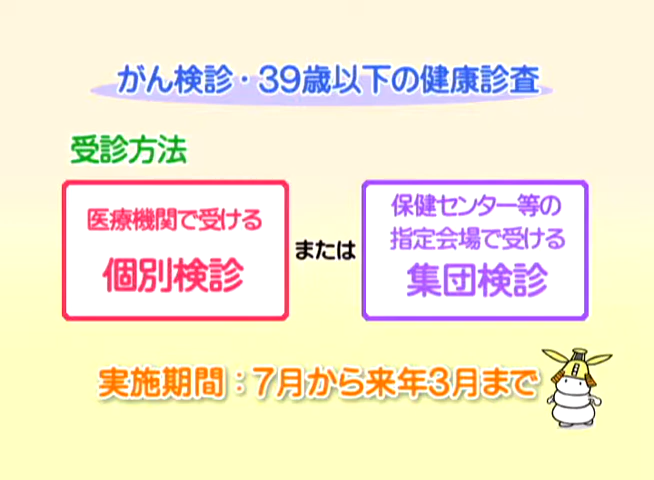 がん検診・39歳以下の健康診査
受診方法
医療機関で受ける
個別検診
または
保健センター等の
指定会場で受ける
集団検診
実施期間：7月から来年3月まで